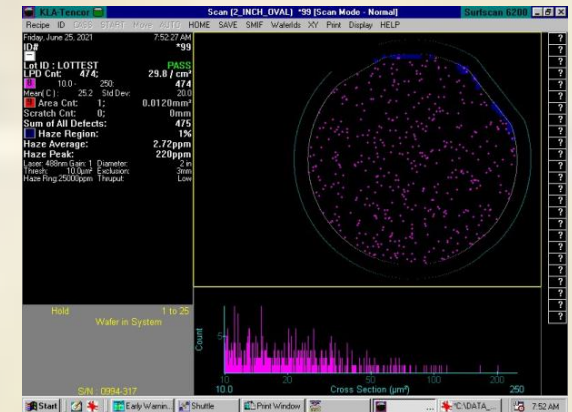 KLA-Tencor Scan [2_INCH_OVAL] *99 [Scan Mode - Normal] Surfscan 6200
Recipe ID CASS START Move AUTO HOME SAVE SMIF WaferIds XY Print Display HELP
Friday, June 25, 2021 7:52:27 AM
ID# *99
Lot ID : LOTTEST PASS
LPD Cnt: 474; 29.8 / cm²
10.0 - 250: 474
Mean( C ): 25.2 Std Dev: 20.0
Area Cnt: 1; 0.0120mm²
Scratch Cnt: 0; 0mm
Sum of All Defects: 475
Haze Region: 1%
Haze Average: 2.72ppm
Haze Peak: 220ppm
Laser: 488nm Gain: 1 Diameter: 2 in
Thresh: 10.0µm² Exclusion: 3mm
Haze Rng:25000ppm Thruput: Low
Hold 1 to 25
Wafer in System
S/N : 0994-317
Count
5
10 20 50 100 200
10.0 Cross Section (µm²) 250
? ? ? ? ? ? ? ? ? ? ? ? ? ? ? ? ? ? ? ? ? ? ? ? ?
Start Early Warnin... Shuttle Print Window ... "C:\DATA_... 7:52 AM